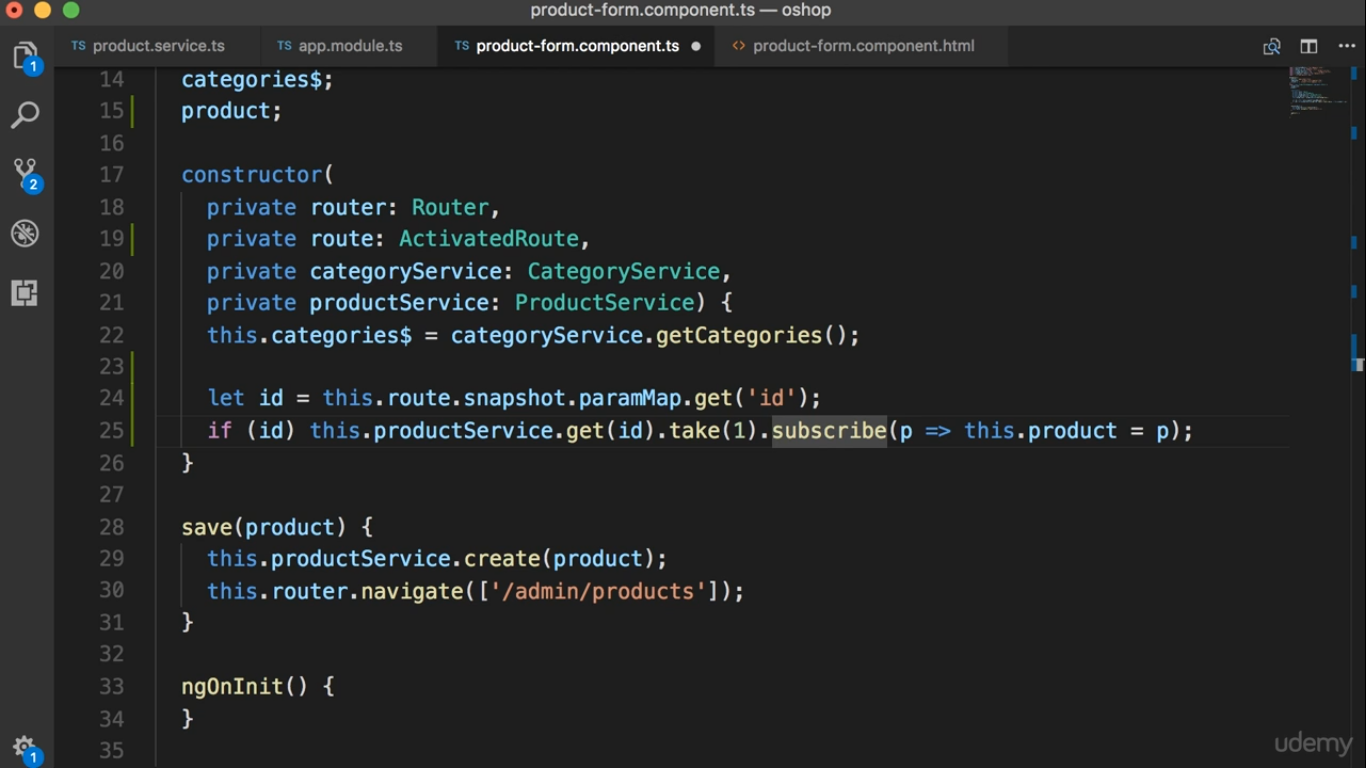 product-form.component.ts — oshop
TS product.service.ts TS app.module.ts TS product-form.component.ts ● <> product-form.component.html
1
2
1
14 categories$;
15 product;
16
17 constructor(
18 private router: Router,
19 private route: ActivatedRoute,
20 private categoryService: CategoryService,
21 private productService: ProductService) {
22 this.categories$ = categoryService.getCategories();
23
24 let id = this.route.snapshot.paramMap.get('id');
25 if (id) this.productService.get(id).take(1).subscribe(p => this.product = p);
26 }
27
28 save(product) {
29 this.productService.create(product);
30 this.router.navigate(['/admin/products']);
31 }
32
33 ngOnInit() {
34 }
35
udemy